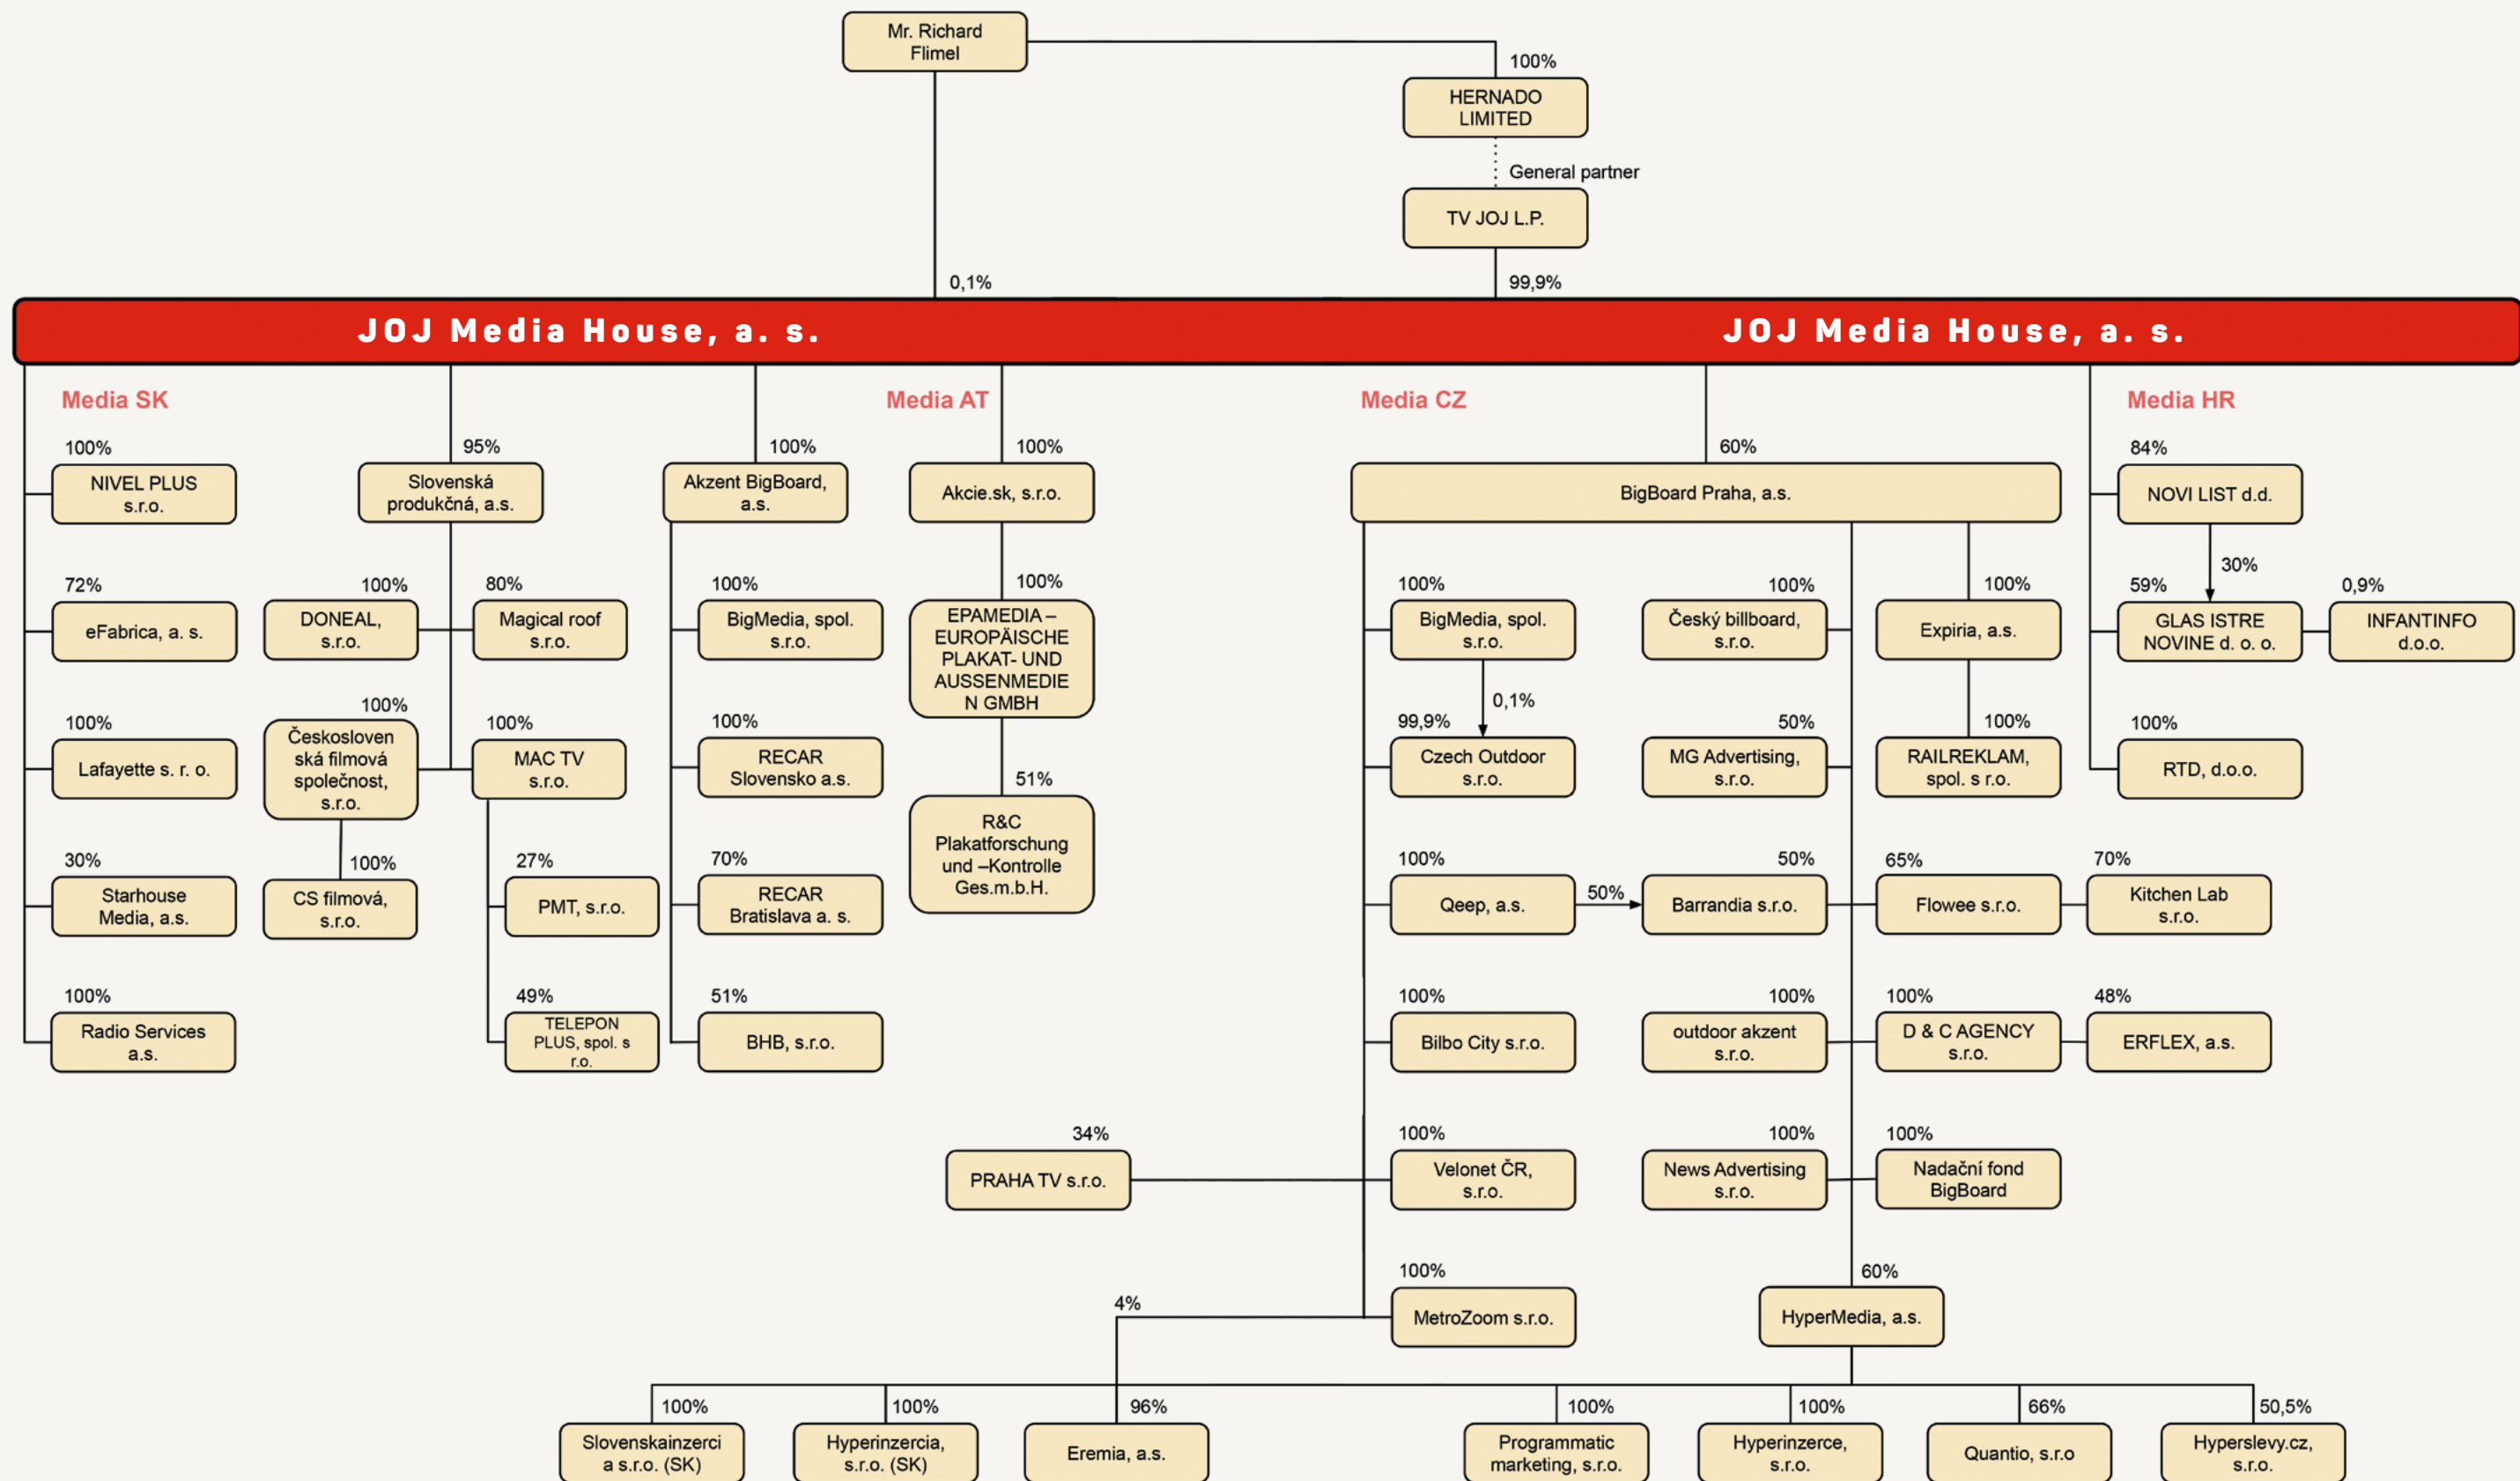 Mr. Richard
Flimel
100%
HERNADO
LIMITED
General partner
TV JOJ L.P.
0,1%
99,9%
JOJ Media House, a. s.
JOJ Media House, a. s.
Media SK
Media AT
Media CZ
Media HR
100%
NIVEL PLUS
s.r.o.
72%
eFabrica, a. s.
100%
Lafayette s. r. o.
30%
Starhouse
Media, a.s.
100%
Radio Services
a.s.
95%
Slovenská
produkčná, a.s.
100%
DONEAL,
s.r.o.
80%
Magical roof
s.r.o.
100%
Českosloven
ská filmová
společnost,
s.r.o.
100%
MAC TV
s.r.o.
100%
CS filmová,
s.r.o.
27%
PMT, s.r.o.
49%
TELEPON
PLUS, spol. s
r.o.
100%
Akzent BigBoard,
a.s.
100%
BigMedia, spol.
s.r.o.
100%
RECAR
Slovensko a.s.
70%
RECAR
Bratislava a. s.
51%
BHB, s.r.o.
100%
Akcie.sk, s.r.o.
100%
EPAMEDIA –
EUROPÄISCHE
PLAKAT- UND
AUSSENMEDIE
N GMBH
51%
R&C
Plakatforschung
und –Kontrolle
Ges.m.b.H.
60%
BigBoard Praha, a.s.
100%
BigMedia, spol.
s.r.o.
0,1%
99,9%
Czech Outdoor
s.r.o.
100%
Qeep, a.s.
50%
100%
Bilbo City s.r.o.
34%
PRAHA TV s.r.o.
100%
Velonet ČR,
s.r.o.
100%
MetroZoom s.r.o.
4%
100%
Český billboard,
s.r.o.
50%
MG Advertising,
s.r.o.
50%
Barrandia s.r.o.
100%
outdoor akzent
s.r.o.
100%
News Advertising
s.r.o.
100%
Expiria, a.s.
100%
RAILREKLAM,
spol. s r.o.
65%
Flowee s.r.o.
70%
Kitchen Lab
s.r.o.
100%
D & C AGENCY
s.r.o.
48%
ERFLEX, a.s.
100%
Nadační fond
BigBoard
60%
HyperMedia, a.s.
84%
NOVI LIST d.d.
30%
59%
GLAS ISTRE
NOVINE d. o. o.
0,9%
INFANTINFO
d.o.o.
100%
RTD, d.o.o.
100%
Slovenskainzerci
a s.r.o. (SK)
100%
Hyperinzercia,
s.r.o. (SK)
96%
Eremia, a.s.
100%
Programmatic
marketing, s.r.o.
100%
Hyperinzerce,
s.r.o.
66%
Quantio, s.r.o
50,5%
Hyperslevy.cz,
s.r.o.